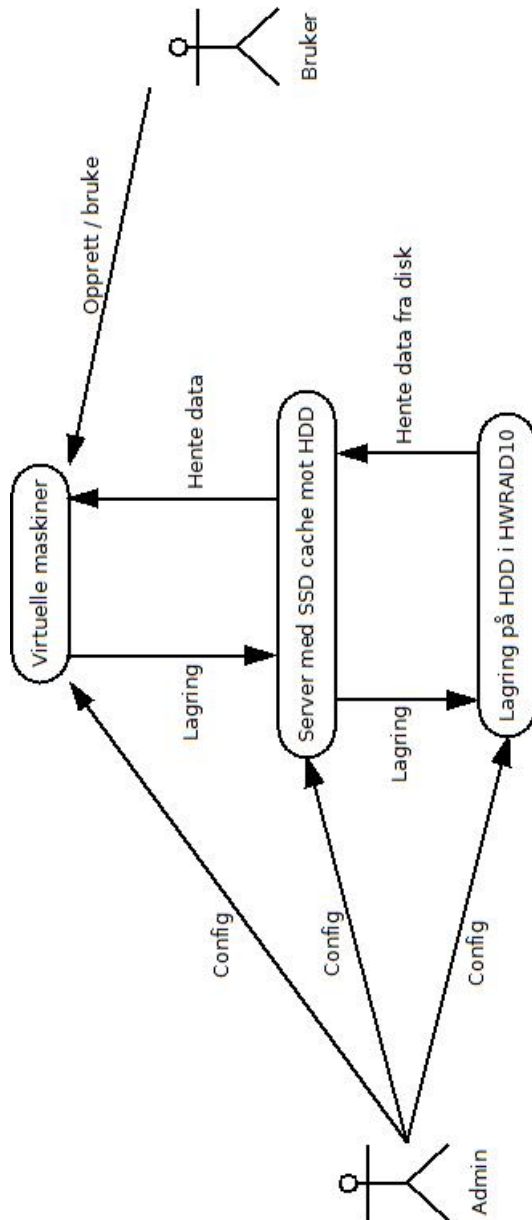 Virtuelle maskiner
Opprett / bruke
Bruker
Lagring
Hente data
Config
Server med SSD cache mot HDD
Config
Lagring
Hente data fra disk
Config
Lagring på HDD i HWRAID10
Admin